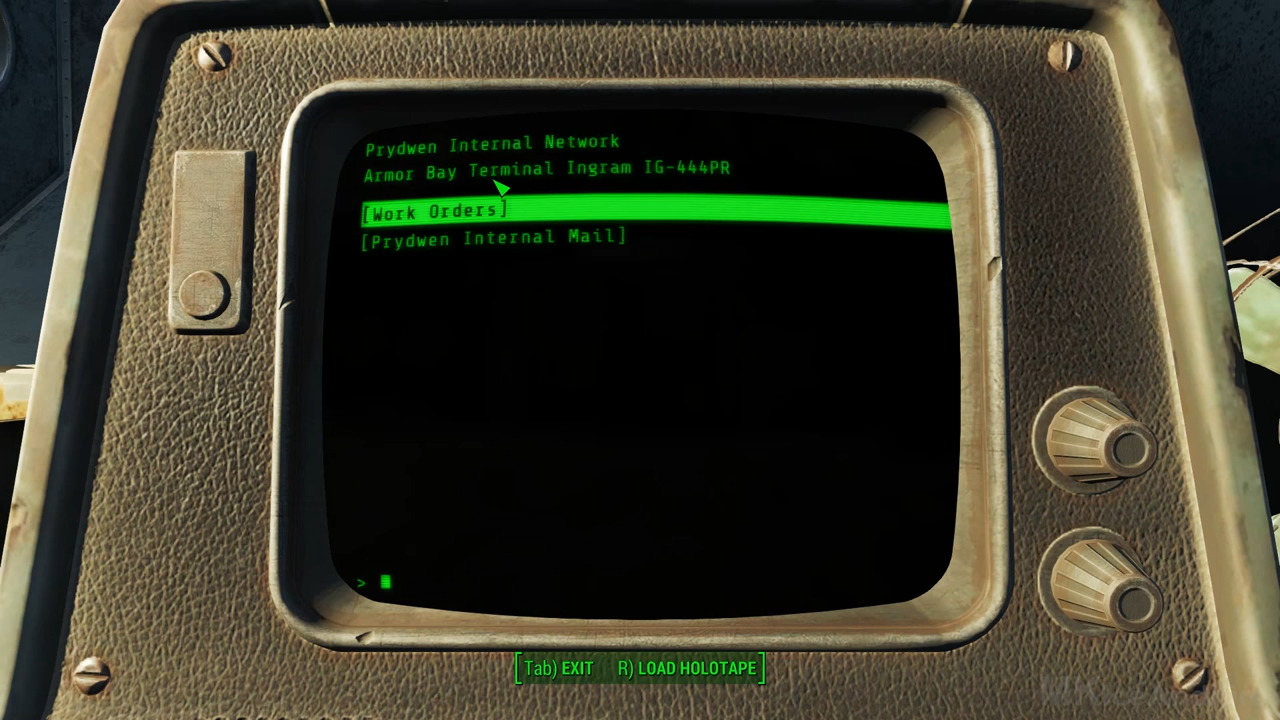 Prydwen Internal Network
Armor Bay Terminal Ingram IG-444PR
[Work Orders]
[Prydwen Internal Mail]
>
[Tab) EXIT R) LOAD HOLOTAPE]